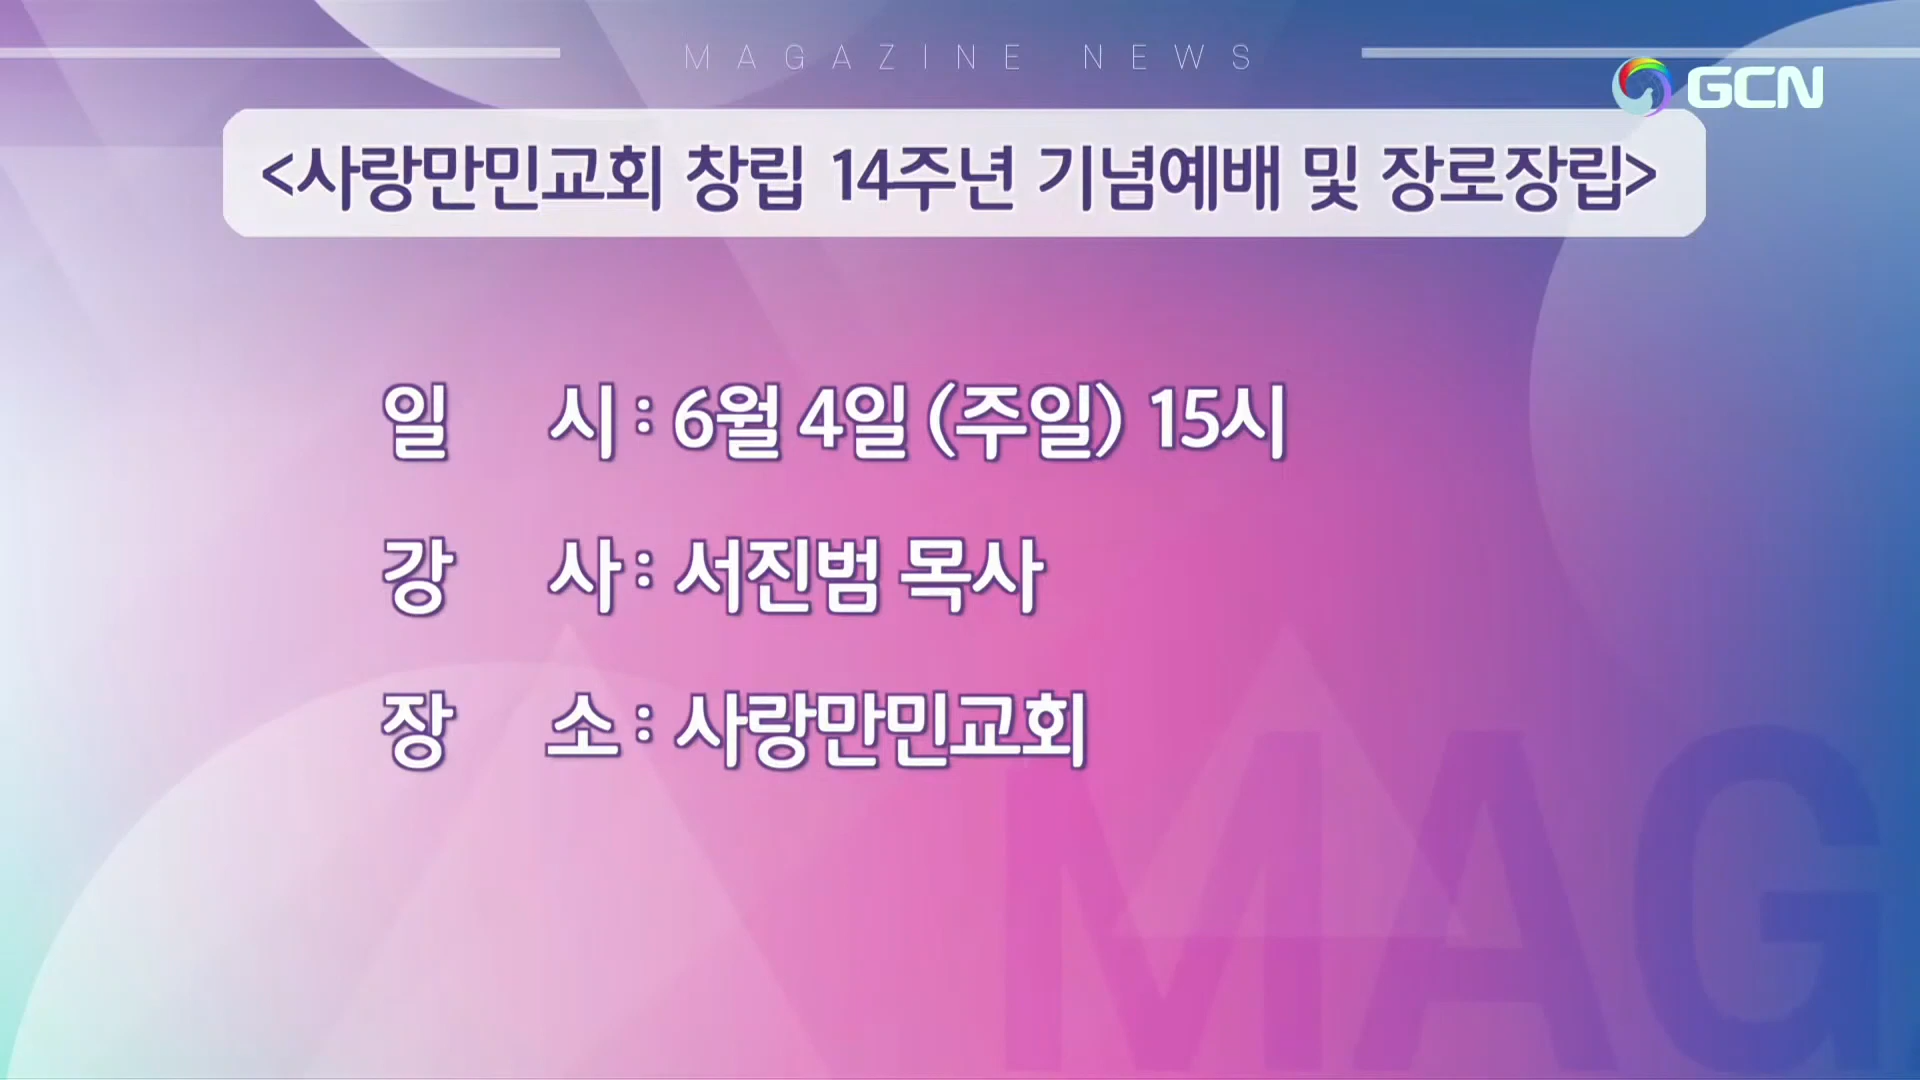 MAGAZINE NEWS
GCN
<사랑만민교회 창립 14주년 기념예배 및 장로장립>
일 시 : 6월 4일 (주일) 15시
강 사 : 서진범 목사
장 소 : 사랑만민교회
MAG